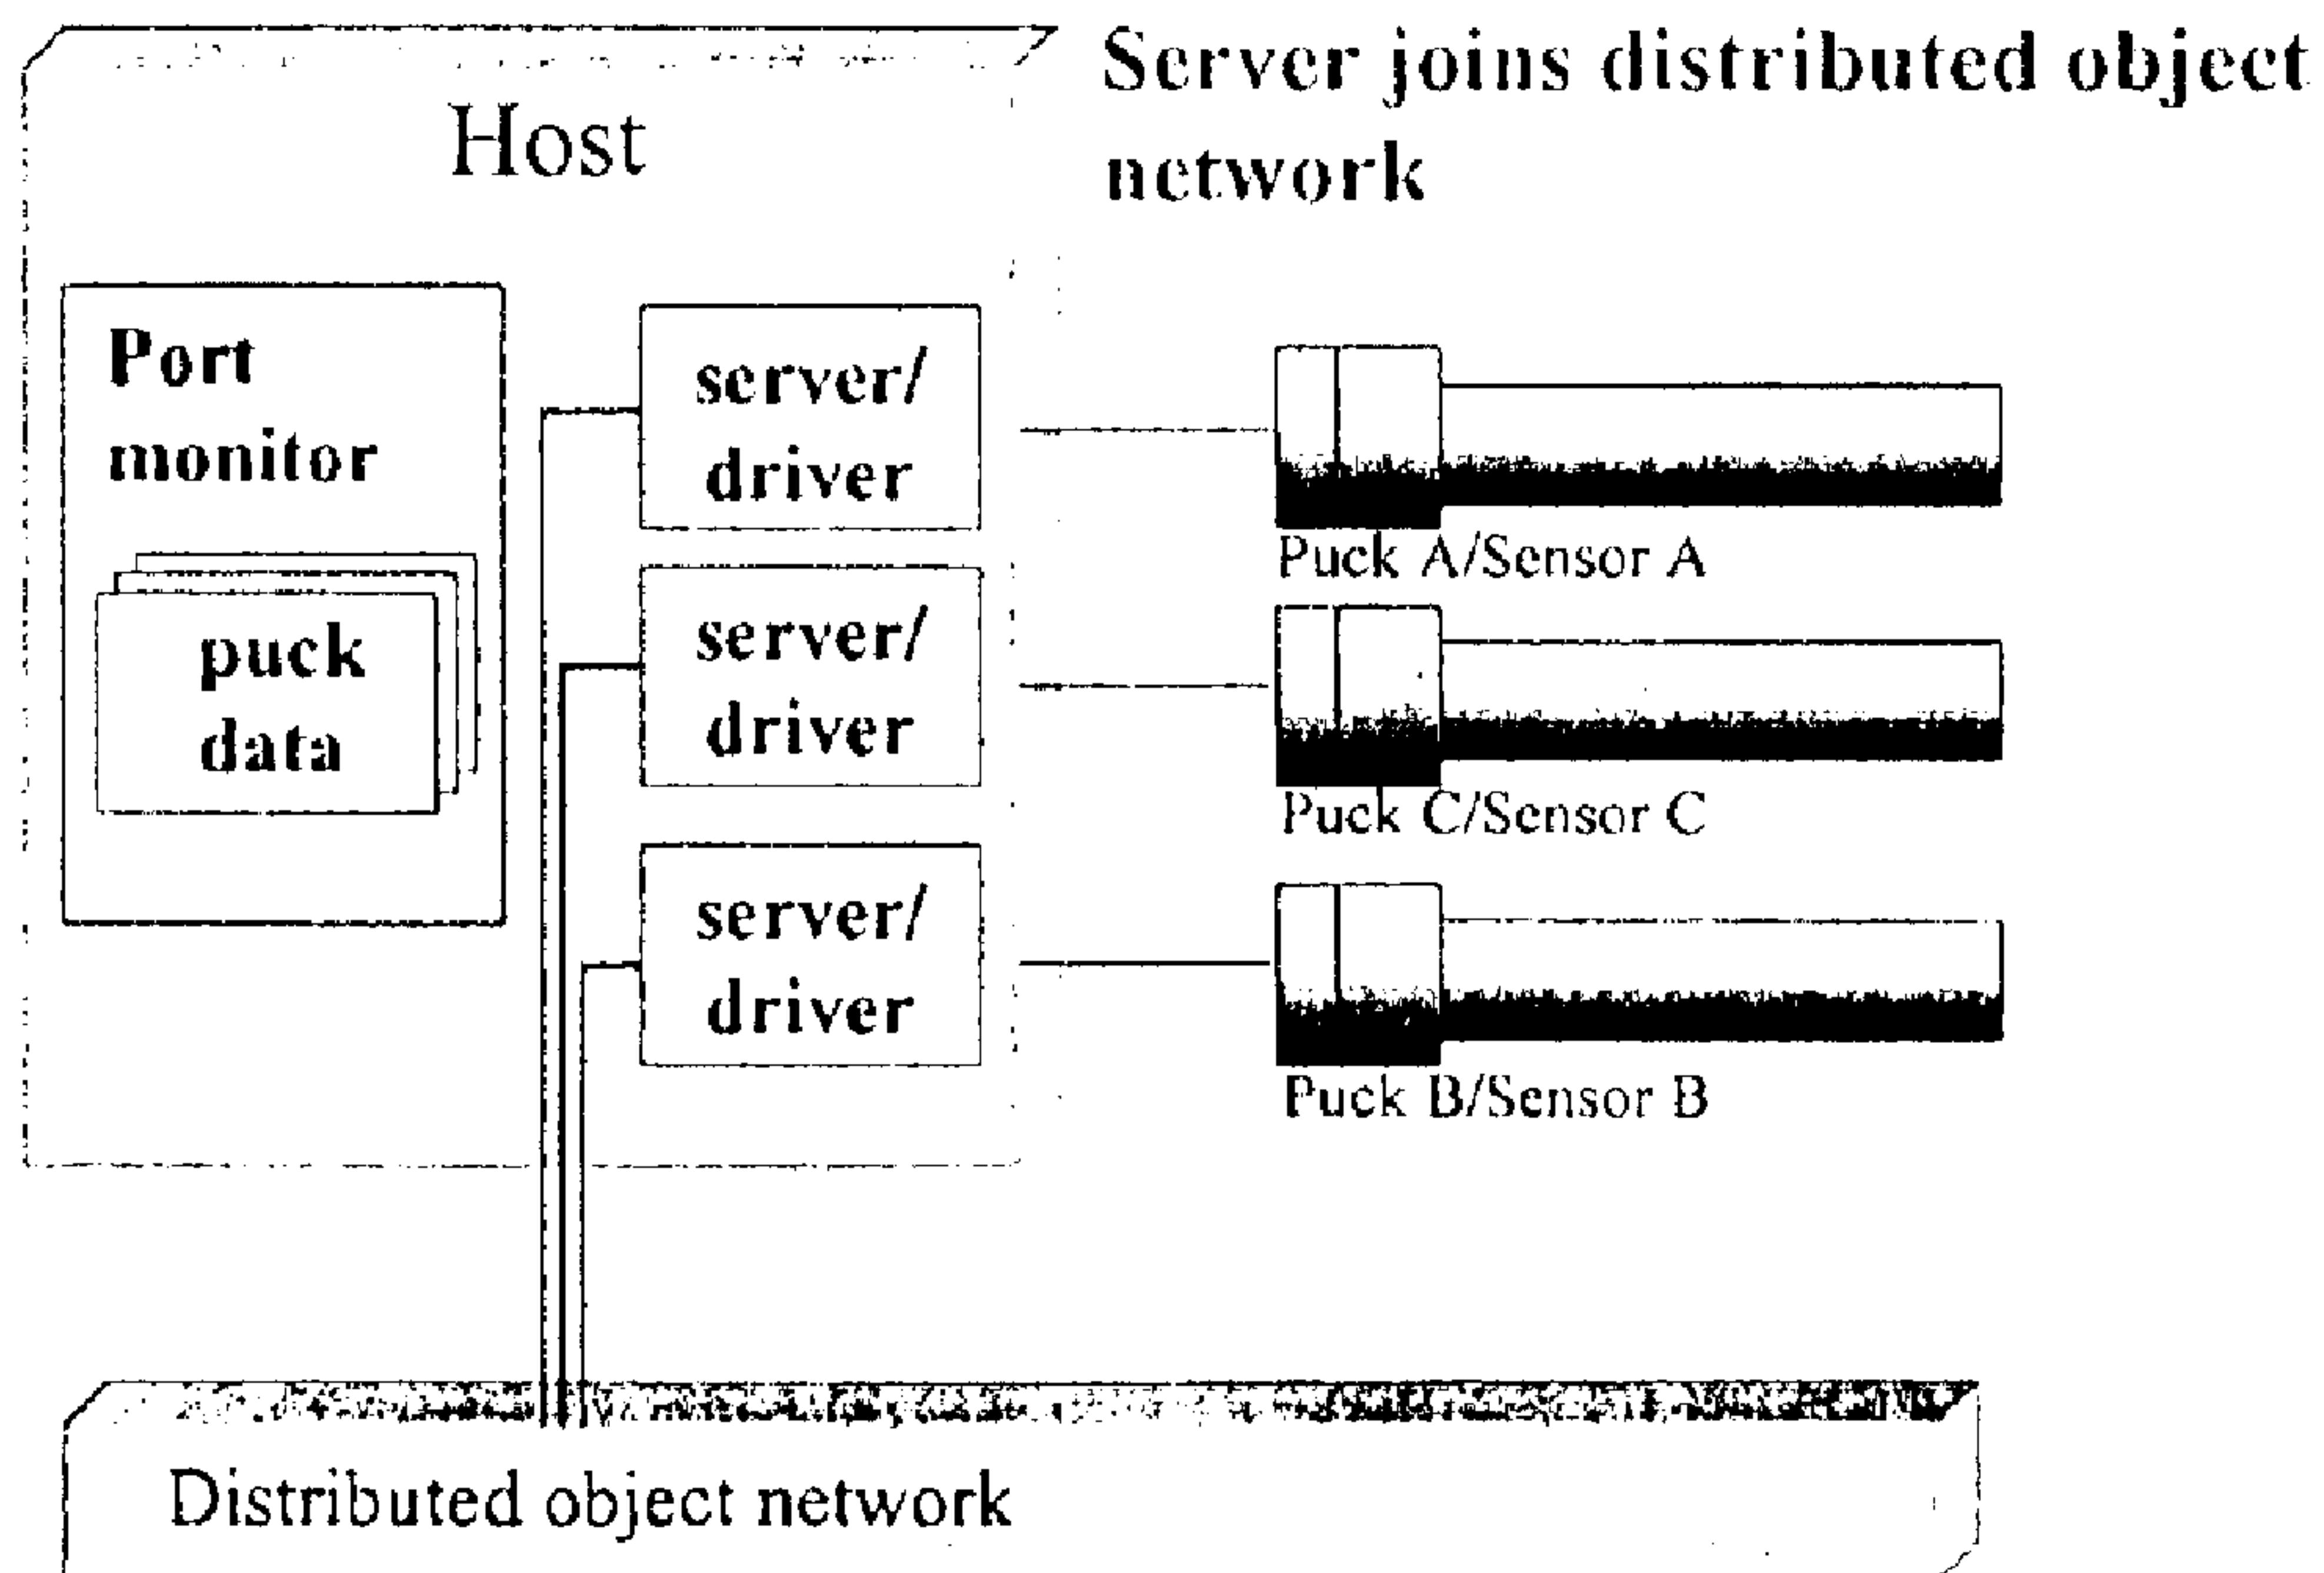 Server joins distributed object
network
Host
Port
monitor
puck
data
server/
driver
server/
driver
server/
driver
Puck A/Sensor A
Puck C/Sensor C
Puck B/Sensor B
Distributed object network